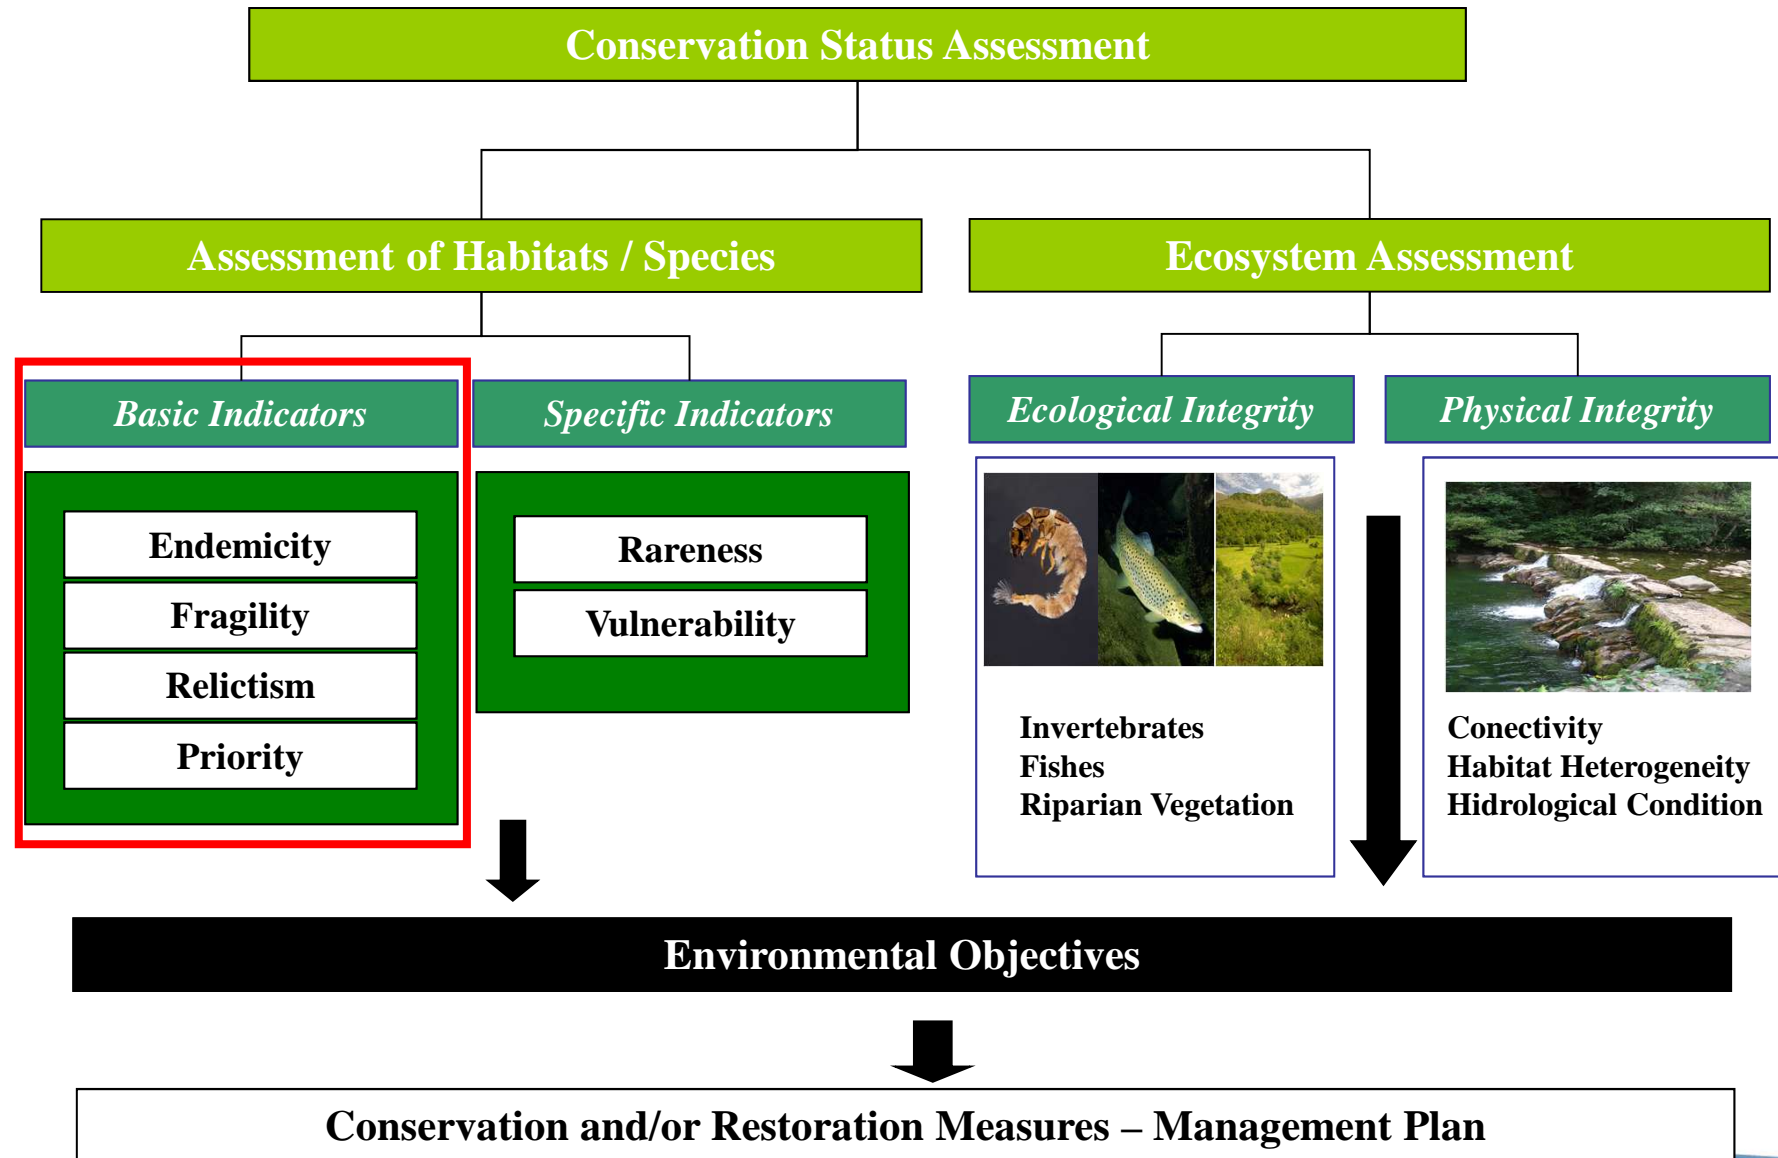 Conservation Status Assessment
Assessment of Habitats / Species
Ecosystem Assessment
Basic Indicators
Specific Indicators
Ecological Integrity
Physical Integrity
Endemicity
Fragility
Relictism
Priority
Rareness
Vulnerability
Invertebrates
Fishes
Riparian Vegetation
Conectivity
Habitat Heterogeneity
Hidrological Condition
Environmental Objectives
Conservation and/or Restoration Measures – Management Plan